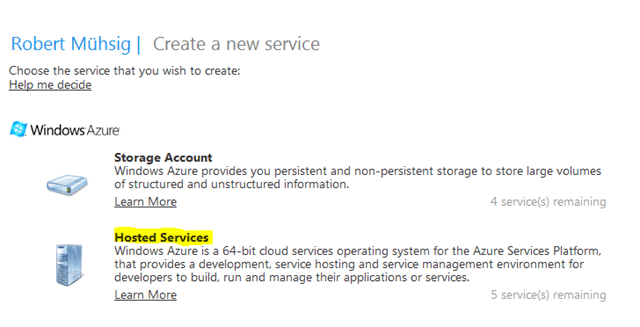 Robert Mühsig | Create a new service
Choose the service that you wish to create:
Help me decide
Windows Azure
Storage Account
Windows Azure provides you persistent and non-persistent storage to store large volumes
of structured and unstructured information.
Learn More 4 service(s) remaining
Hosted Services
Windows Azure is a 64-bit cloud services operating system for the Azure Services Platform,
that provides a development, service hosting and service management environment for
developers to build, run and manage their applications or services.
Learn More 5 service(s) remaining